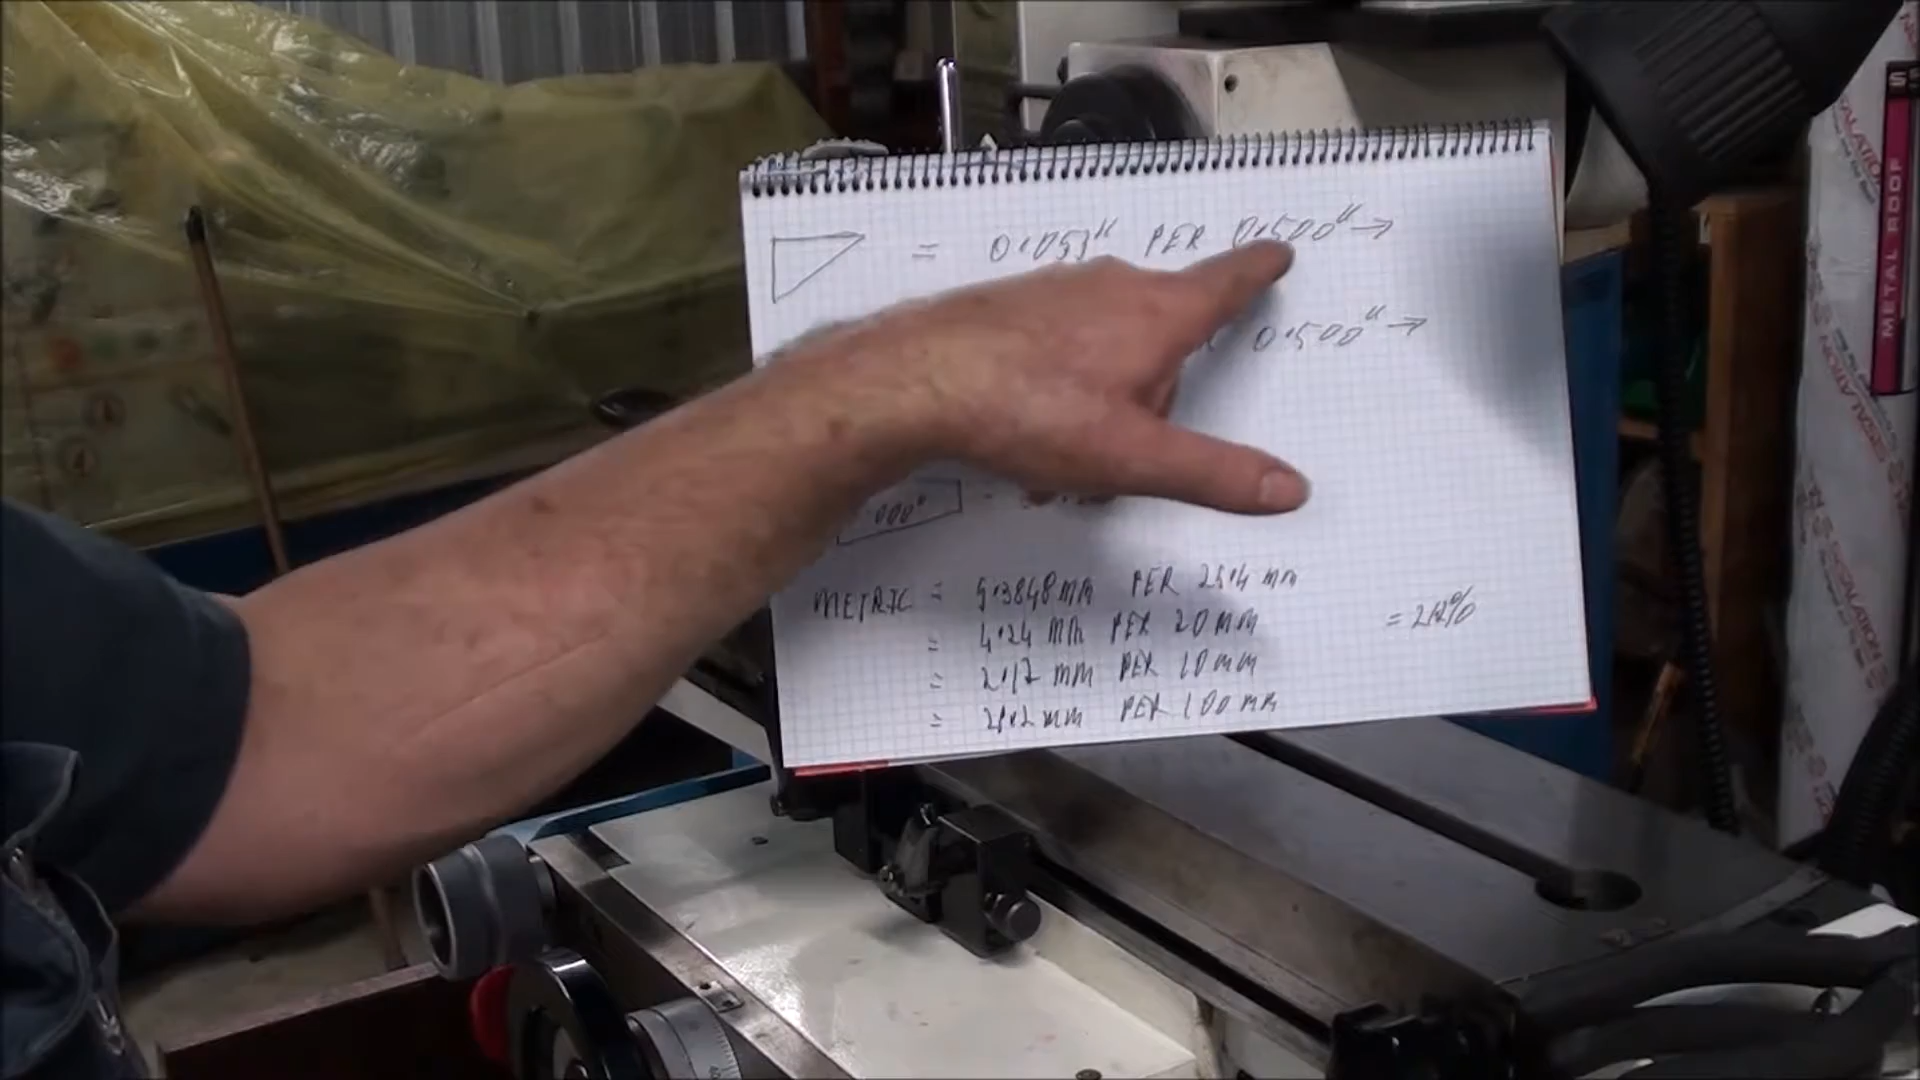 = 0.053" PER 0.500" →
0.500" →
.000"
METRIC = 5.3848 MM PER 25.4 MM
= 4.24 MM PER 20 MM = 21.2%
= 2.12 MM PER 10 MM
= 21.2 MM PER 100 MM
METAL ROOF